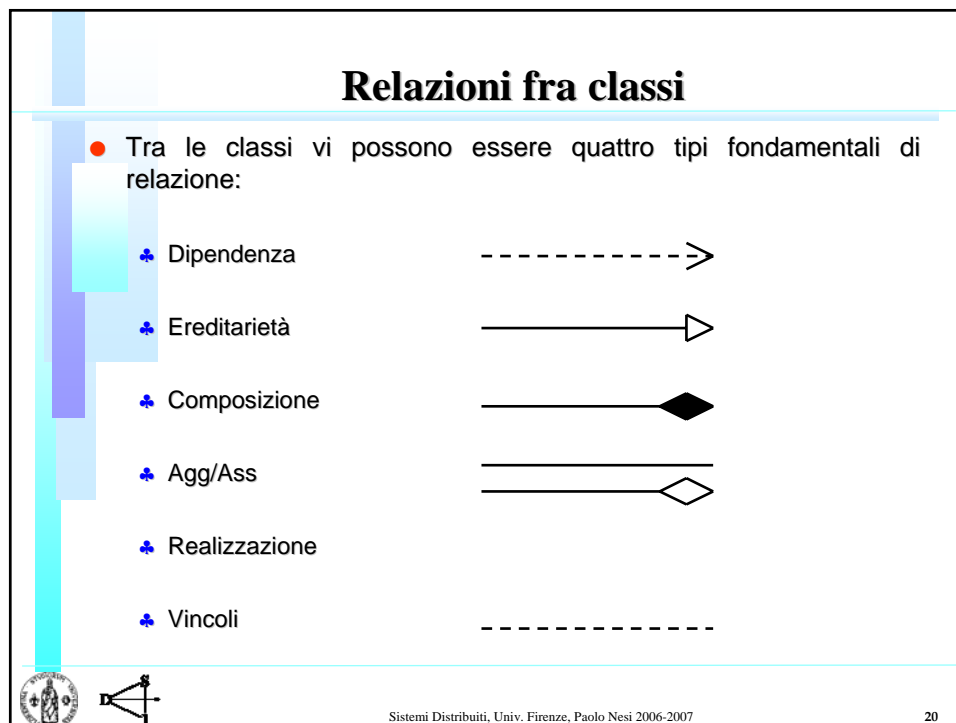 Relazioni fra classi
Tra le classi vi possono essere quattro tipi fondamentali di
relazione:
Dipendenza
Ereditarietà
Composizione
Agg/Ass
Realizzazione
Vincoli
D S I
Sistemi Distribuiti, Univ. Firenze, Paolo Nesi 2006-2007
20